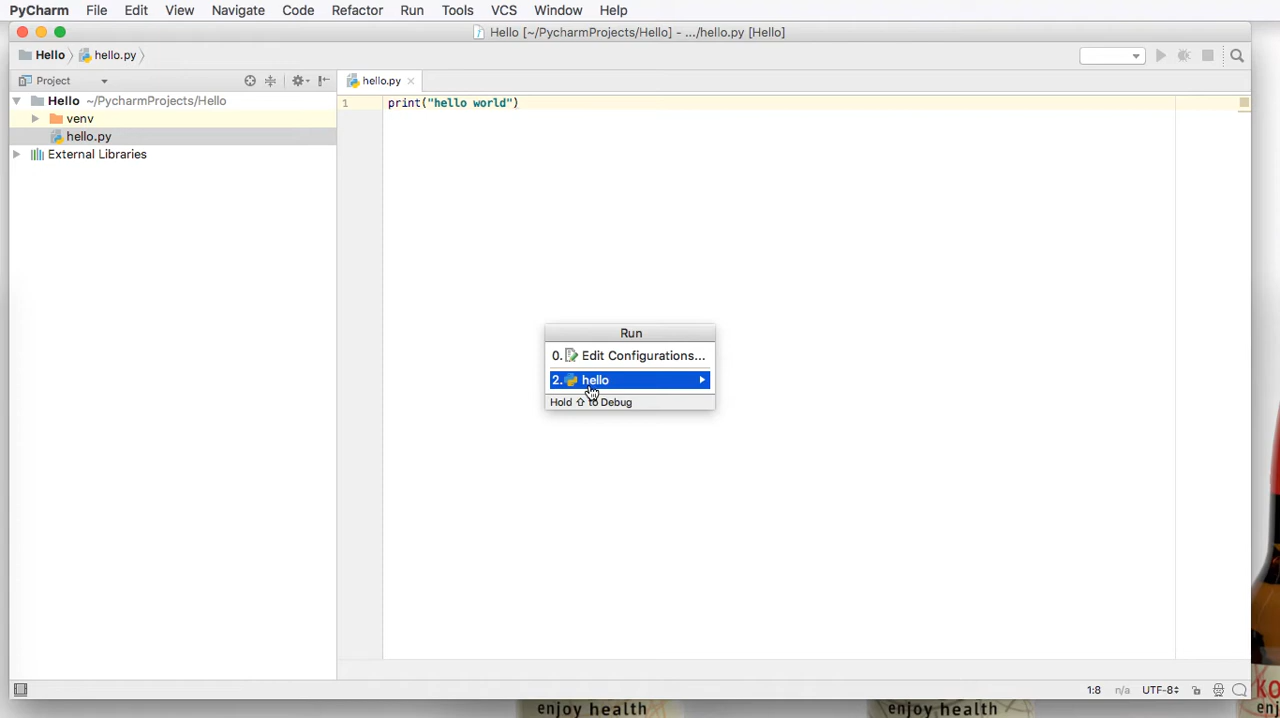 PyCharm File Edit View Navigate Code Refactor Run Tools VCS Window Help
Hello [~/PycharmProjects/Hello] - .../hello.py [Hello]
Hello hello.py
Project
hello.py
Hello ~/PycharmProjects/Hello
venv
hello.py
External Libraries
1 print("hello world")
Run
0. Edit Configurations...
2. hello
Hold ⇧ to Debug
1:8 n/a UTF-8
KO
enjoy health
enjoy health